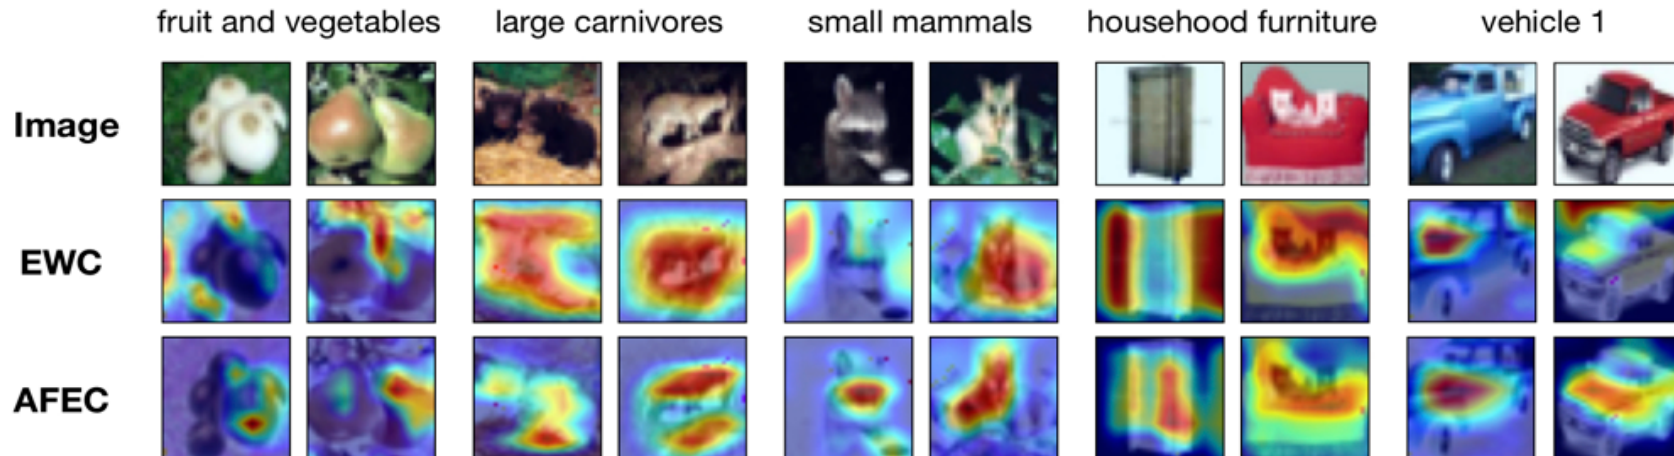 fruit and vegetables large carnivores small mammals househood furniture vehicle 1
Image
EWC
AFEC